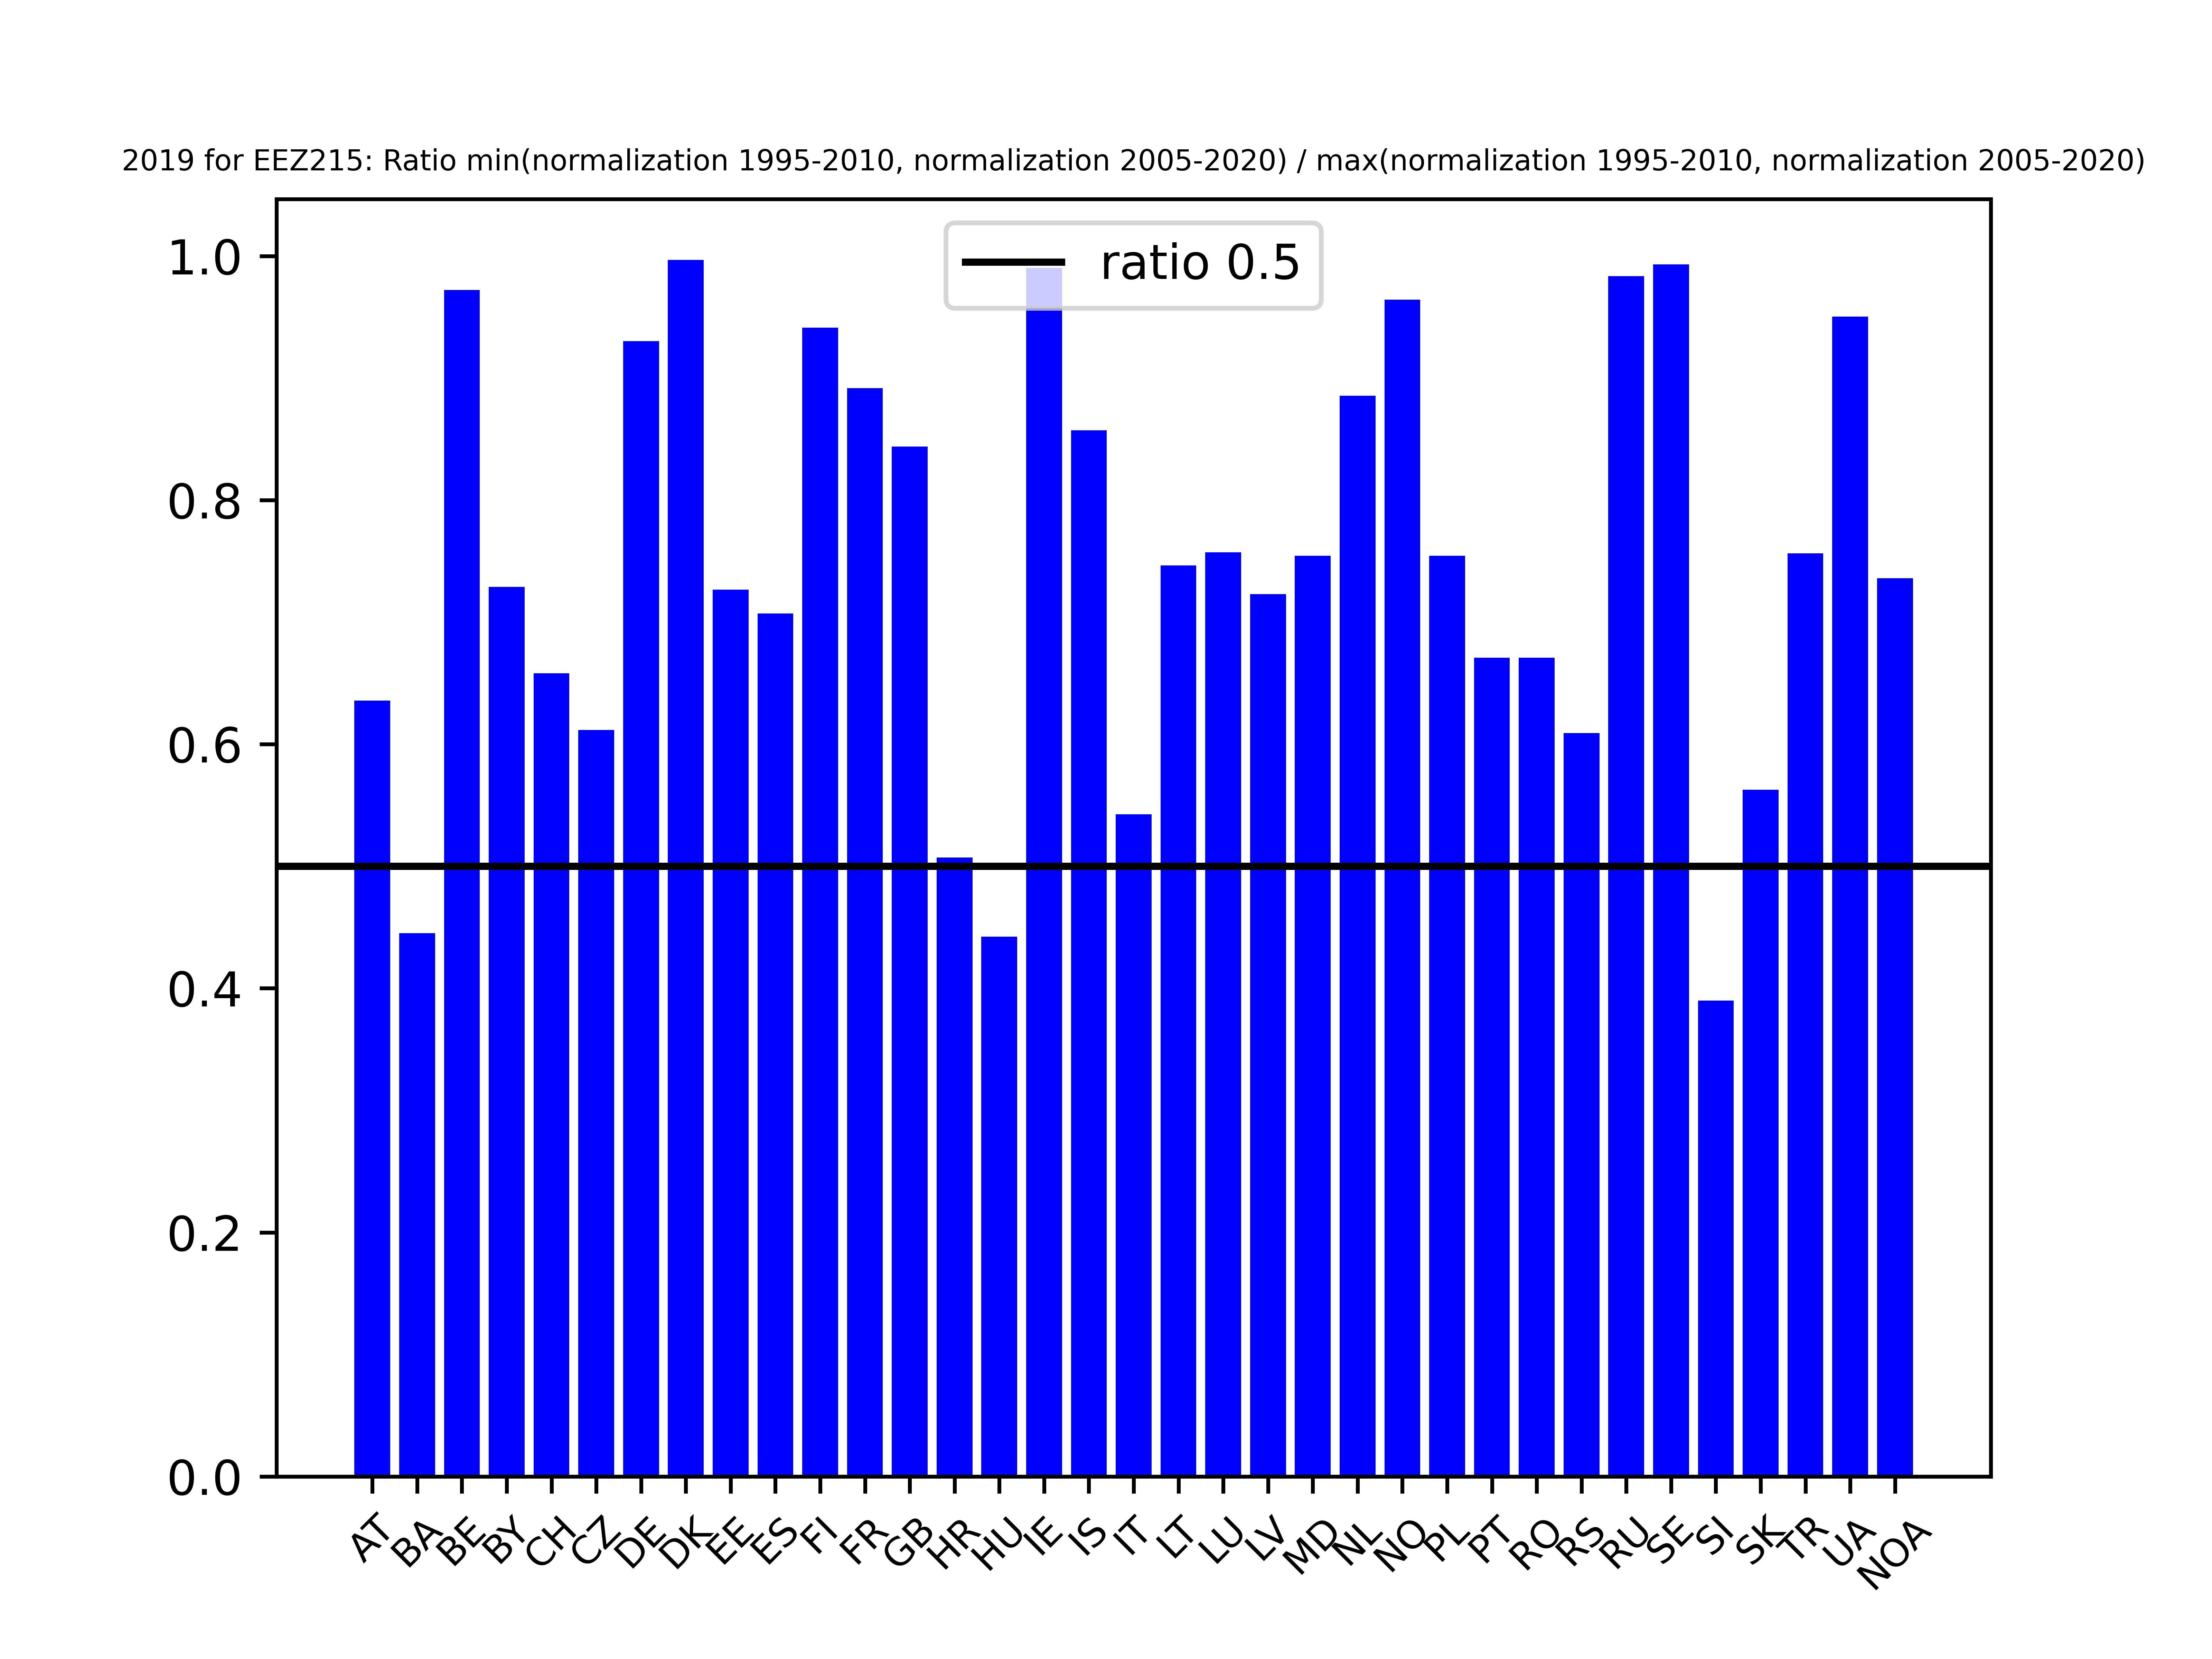 2019 for EEZ215: Ratio min(normalization 1995-2010, normalization 2005-2020) / max(normalization 1995-2010, normalization 2005-2020)
ratio 0.5
1.0
0.8
0.6
0.4
0.2
0.0
AT BA BE BY CH CZ DE DK EE ES FI FR GB HR HU IE IS IT LT LU LV MD NL NO PL PT RO RS RU SE SI SK TR UA NOA